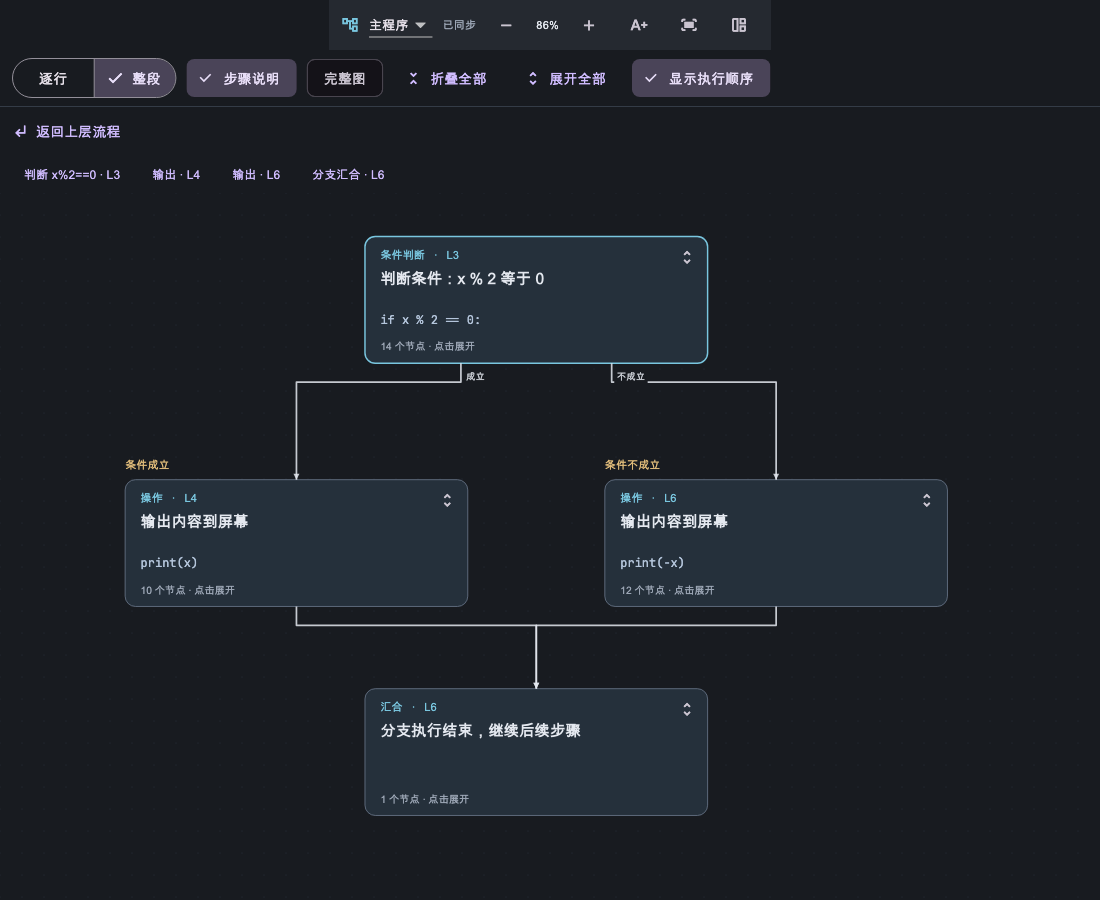 主程序 已同步 86% A+
逐行 整段 步骤说明 完整图 折叠全部 展开全部 显示执行顺序
返回上层流程
判断 x%2==0 · L3 输出 · L4 输出 · L6 分支汇合 · L6
条件判断 · L3
判断条件：x % 2 等于 0
if x % 2 == 0:
14 个节点 · 点击展开
成立 不成立
条件成立
操作 · L4
输出内容到屏幕
print(x)
10 个节点 · 点击展开
条件不成立
操作 · L6
输出内容到屏幕
print(-x)
12 个节点 · 点击展开
汇合 · L6
分支执行结束，继续后续步骤
1 个节点 · 点击展开